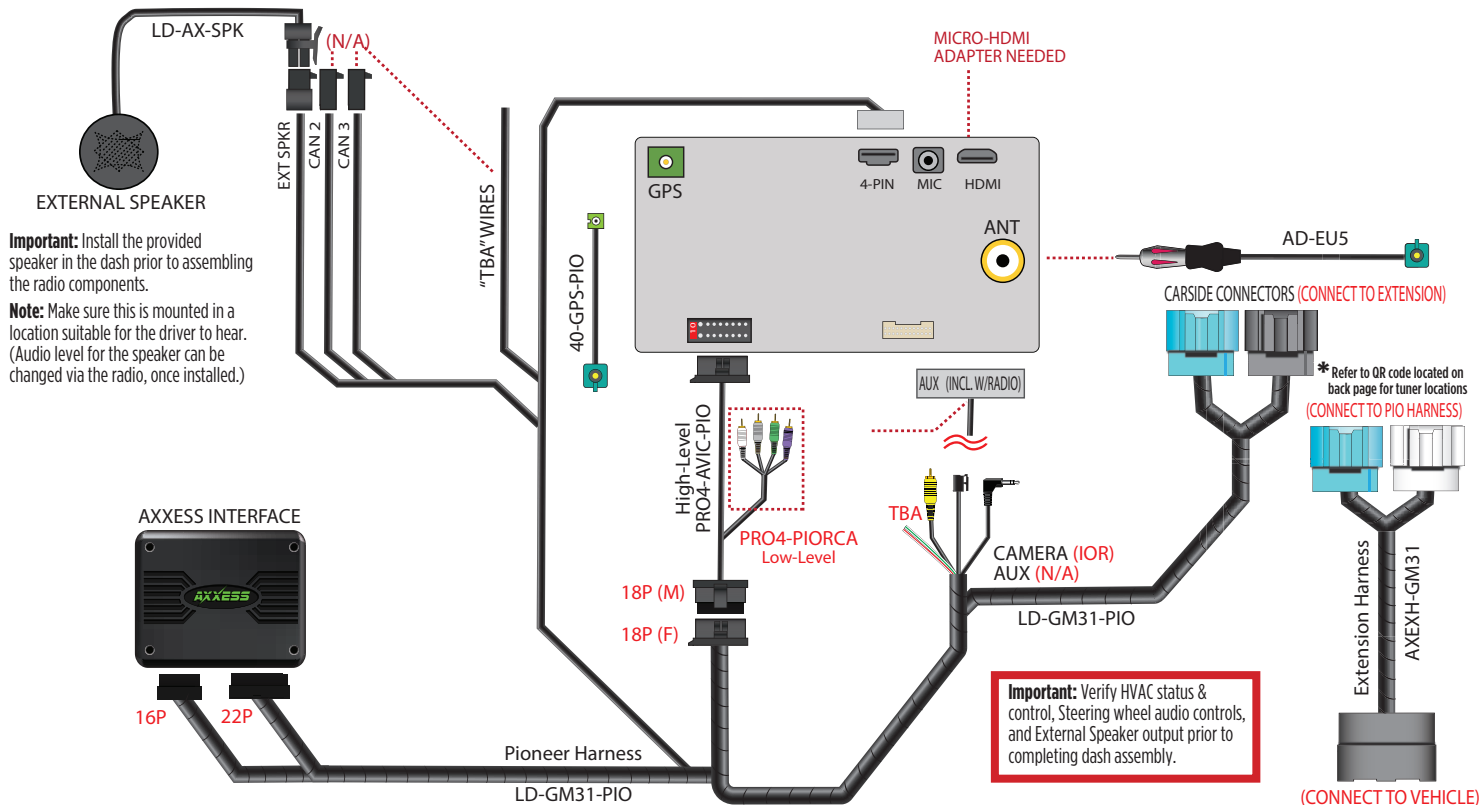 LD-AX-SPK
(N/A)
EXT SPKR
CAN 2
CAN 3
EXTERNAL SPEAKER
Important: Install the provided
speaker in the dash prior to assembling
the radio components.
Note: Make sure this is mounted in a
location suitable for the driver to hear.
(Audio level for the speaker can be
changed via the radio, once installed.)
"TBA" WIRES
40-GPS-PIO
MICRO-HDMI
ADAPTER NEEDED
GPS
4-PIN
MIC
HDMI
ANT
10
AD-EU5
CARSIDE CONNECTORS (CONNECT TO EXTENSION)
* Refer to QR code located on
back page for tuner locations
(CONNECT TO PIO HARNESS)
AUX (INCL. W/RADIO)
High-Level
PRO4-AVIC-PIO
PRO4-PIORCA
Low-Level
TBA
CAMERA (IOR)
AUX (N/A)
18P (M)
18P (F)
LD-GM31-PIO
Extension Harness
AXEXH-GM31
AXXESS INTERFACE
AXXESS
16P
22P
Pioneer Harness
LD-GM31-PIO
Important: Verify HVAC status &
control, Steering wheel audio controls,
and External Speaker output prior to
completing dash assembly.
(CONNECT TO VEHICLE)